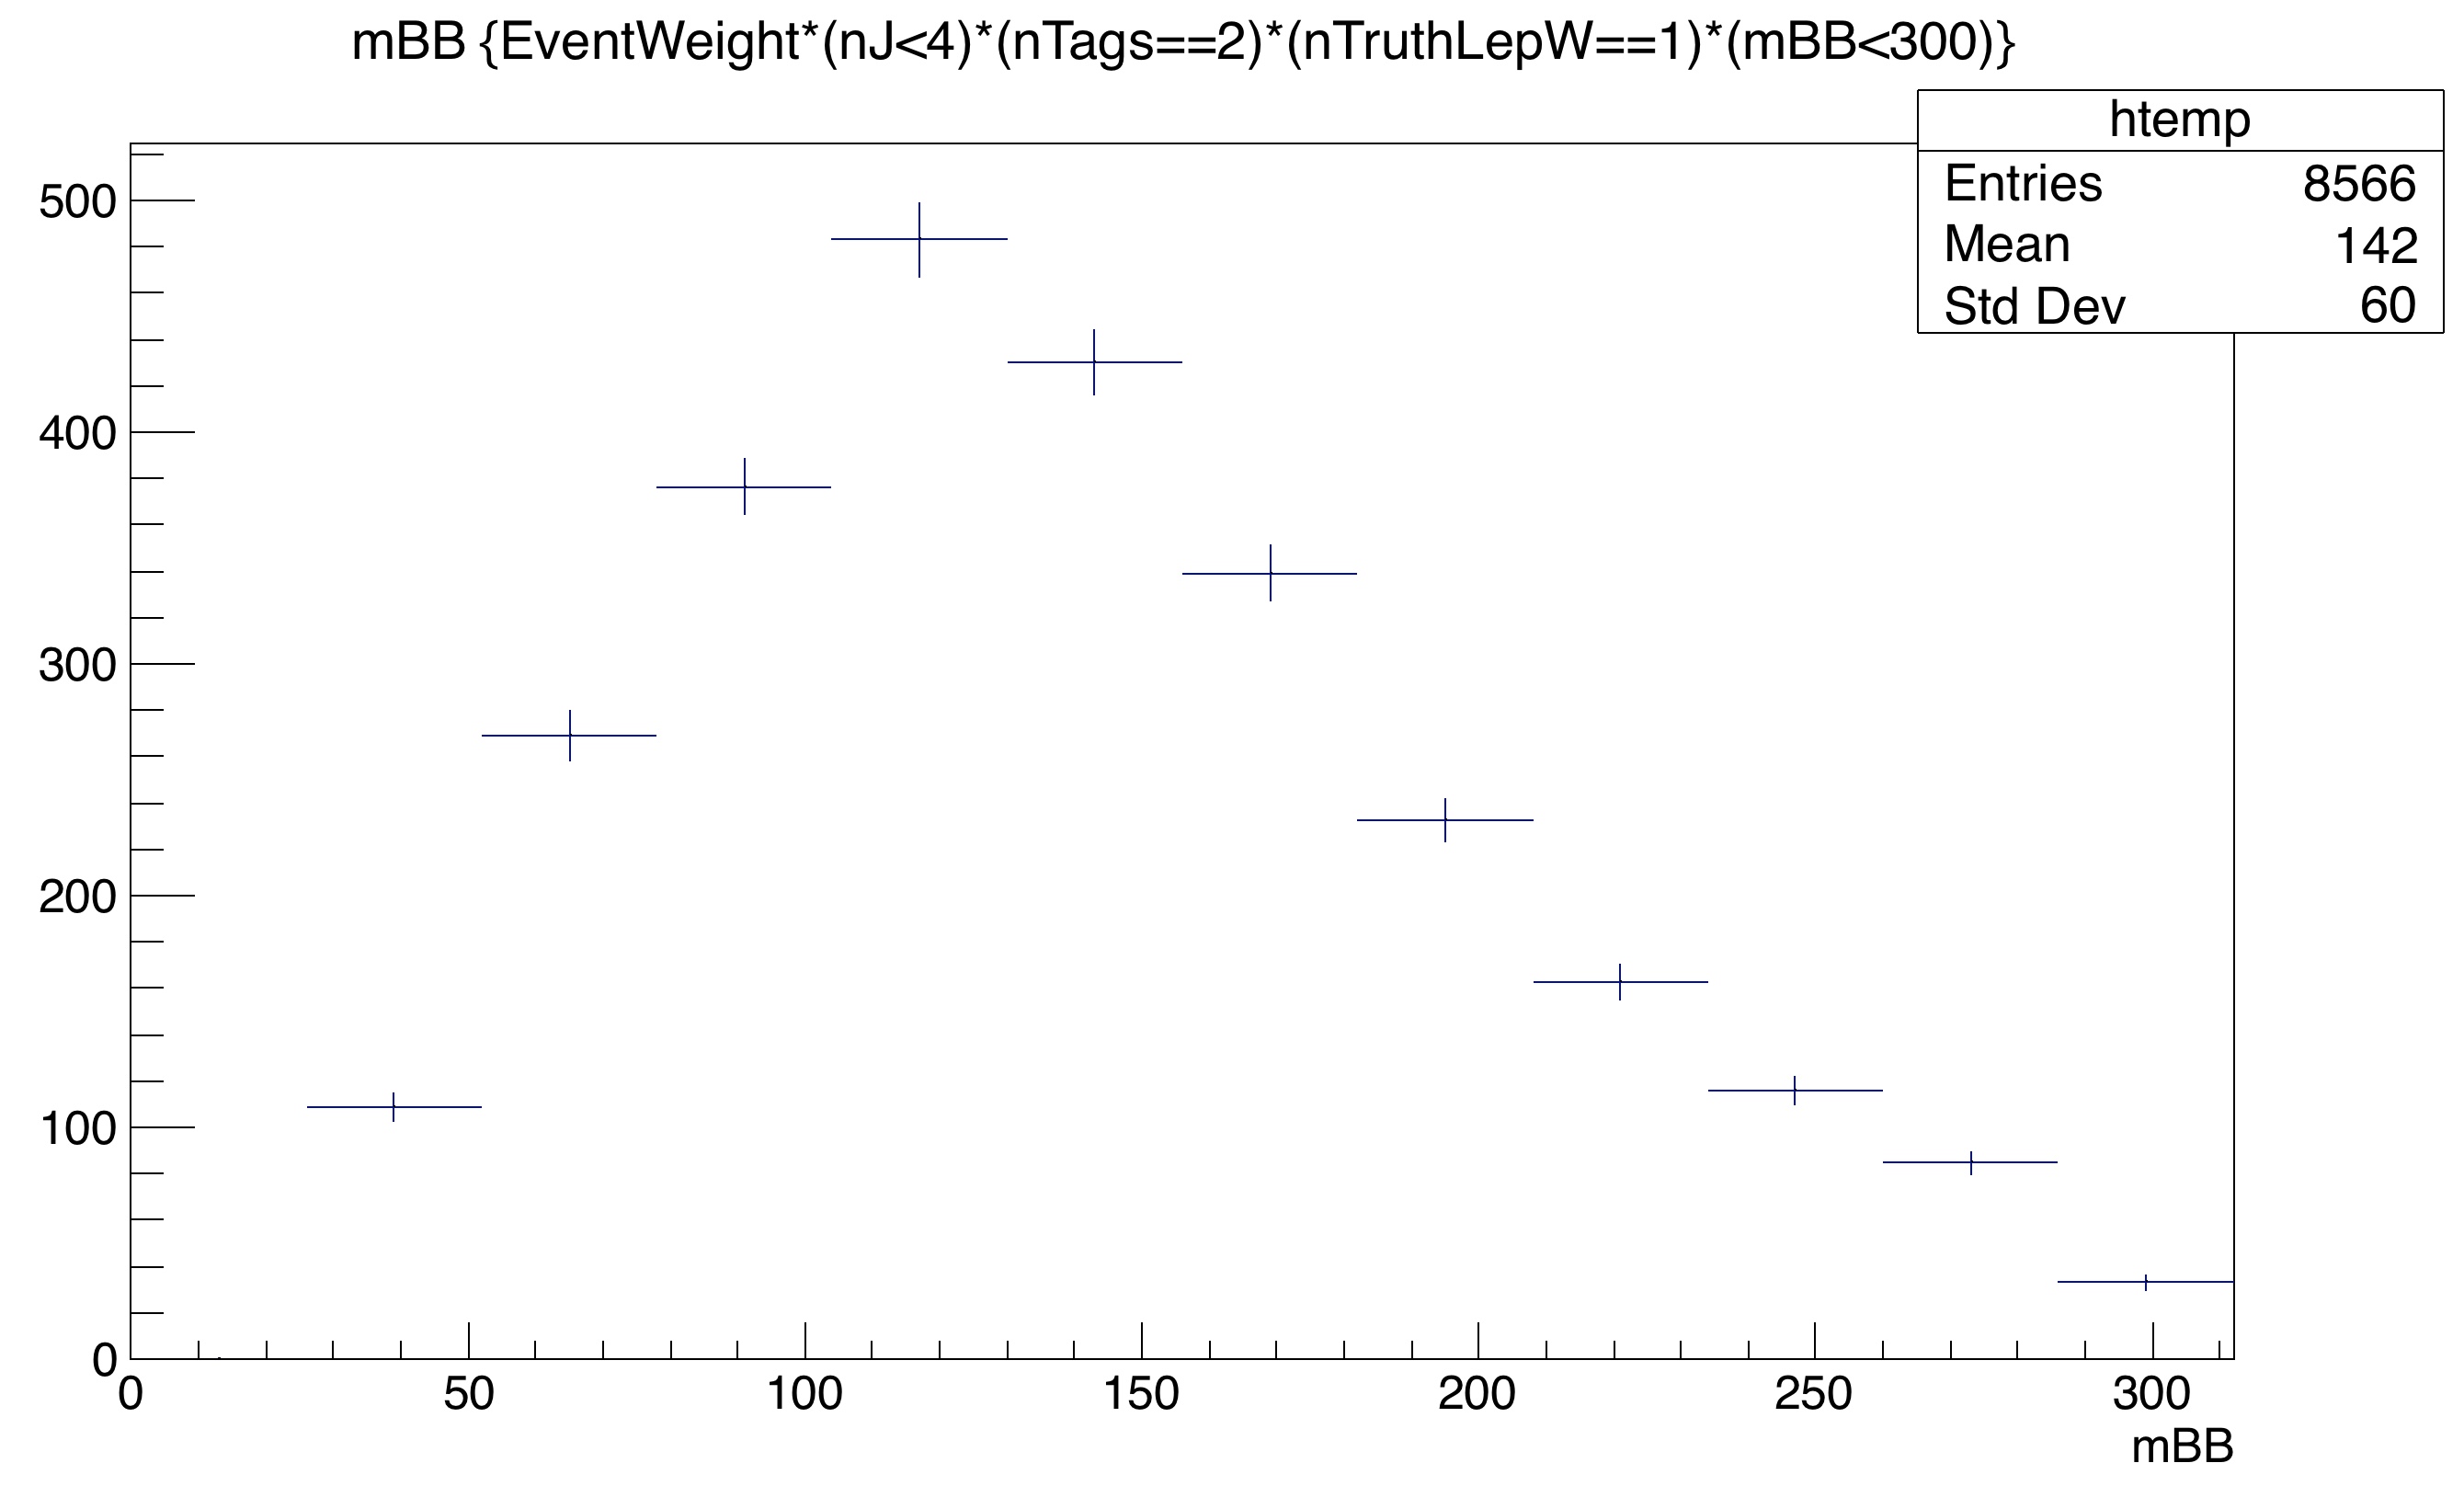 mBB {EventWeight*(nJ<4)*(nTags==2)*(nTruthLepW==1)*(mBB<300)}
htemp
Entries 8566
Mean 142
Std Dev 60
500
400
300
200
100
0
0 50 100 150 200 250 300
mBB